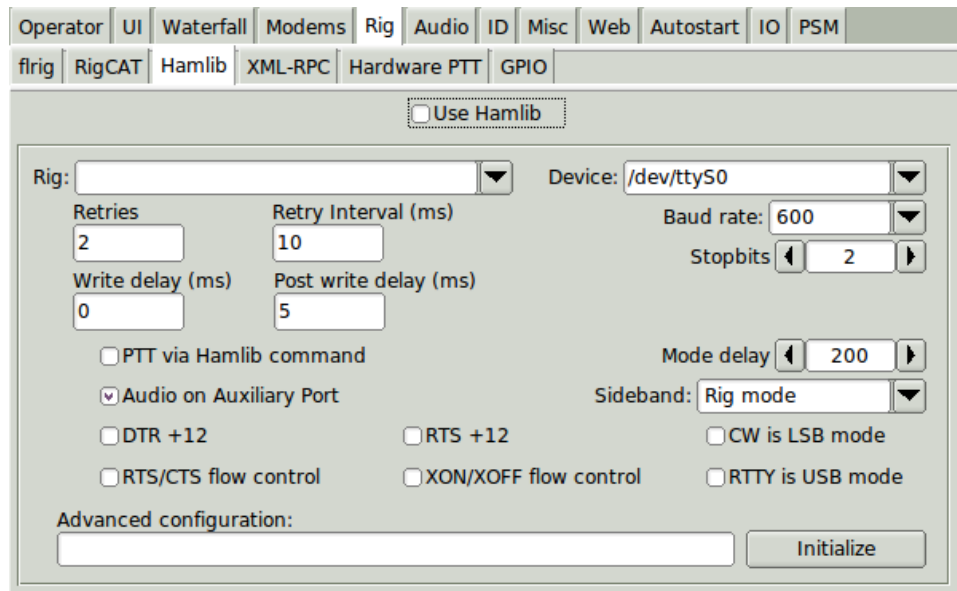 Operator UI Waterfall Modems Rig Audio ID Misc Web Autostart IO PSM
flrig RigCAT Hamlib XML-RPC Hardware PTT GPIO
Use Hamlib
Rig: Device: /dev/ttyS0
Retries Retry Interval (ms) Baud rate: 600
2 10
Stopbits 2
Write delay (ms) Post write delay (ms)
0 5
PTT via Hamlib command Mode delay 200
Audio on Auxiliary Port Sideband: Rig mode
DTR +12 RTS +12 CW is LSB mode
RTS/CTS flow control XON/XOFF flow control RTTY is USB mode
Advanced configuration:
Initialize